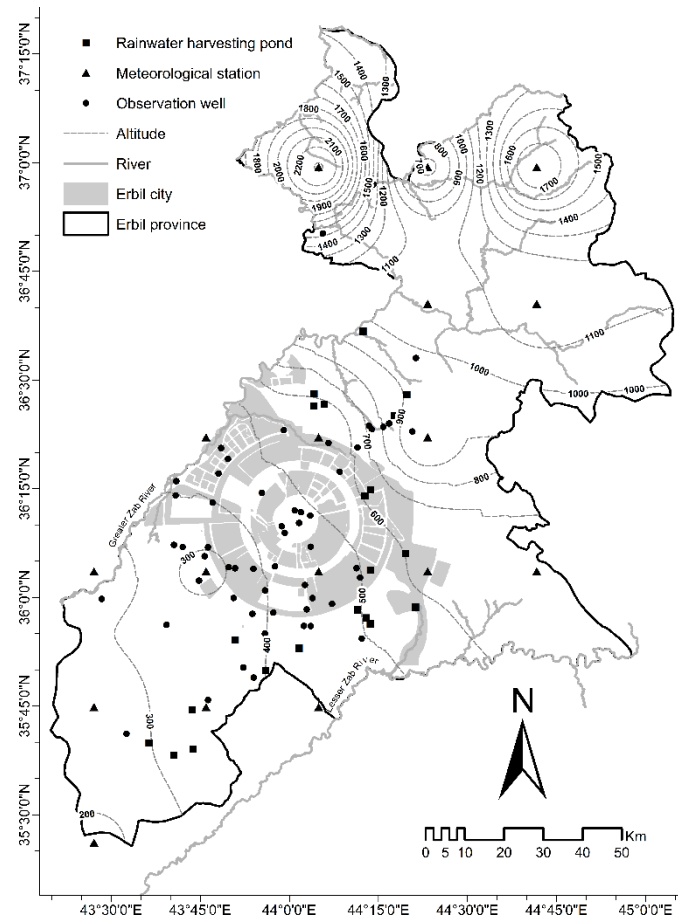 Rainwater harvesting pond
Meteorological station
Observation well
Altitude
River
Erbil city
Erbil province
37°15'0"N
37°0'0"N
36°45'0"N
36°30'0"N
36°15'0"N
36°0'0"N
35°45'0"N
35°30'0"N
1400
1500
1300
1700
1800
2100
1600
1800
2000
2200
1900
1500
1200
1400
1300
1100
800
1000
1300
700
900
1200
1600
1500
1700
1400
1100
1000
1000
1000
900
700
800
600
Greater Zab River
300
500
400
Lesser Zab River
300
200
N
Km
0 5 10 20 30 40 50
43°30'0"E 43°45'0"E 44°0'0"E 44°15'0"E 44°30'0"E 44°45'0"E 45°0'0"E